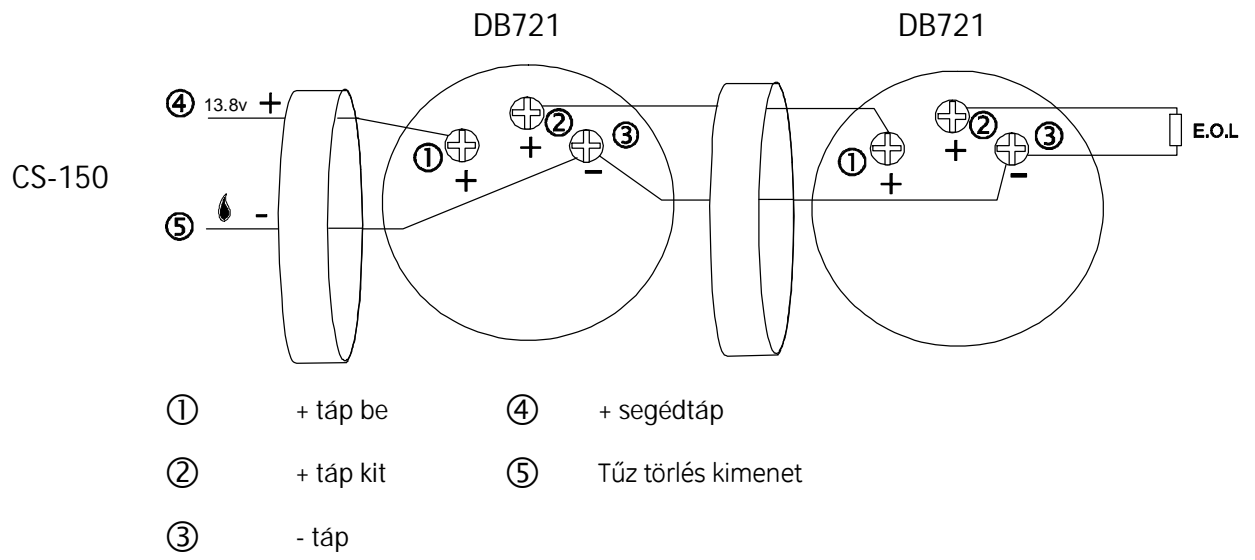 DB721 DB721
④ 13.8v +
② ③ ② ③
① + - ① + -
+ +
E.O.L
CS-150
⑤ -
① + táp be ④ + segédtáp
② + táp kit ⑤ Tűz törlés kimenet
③ - táp